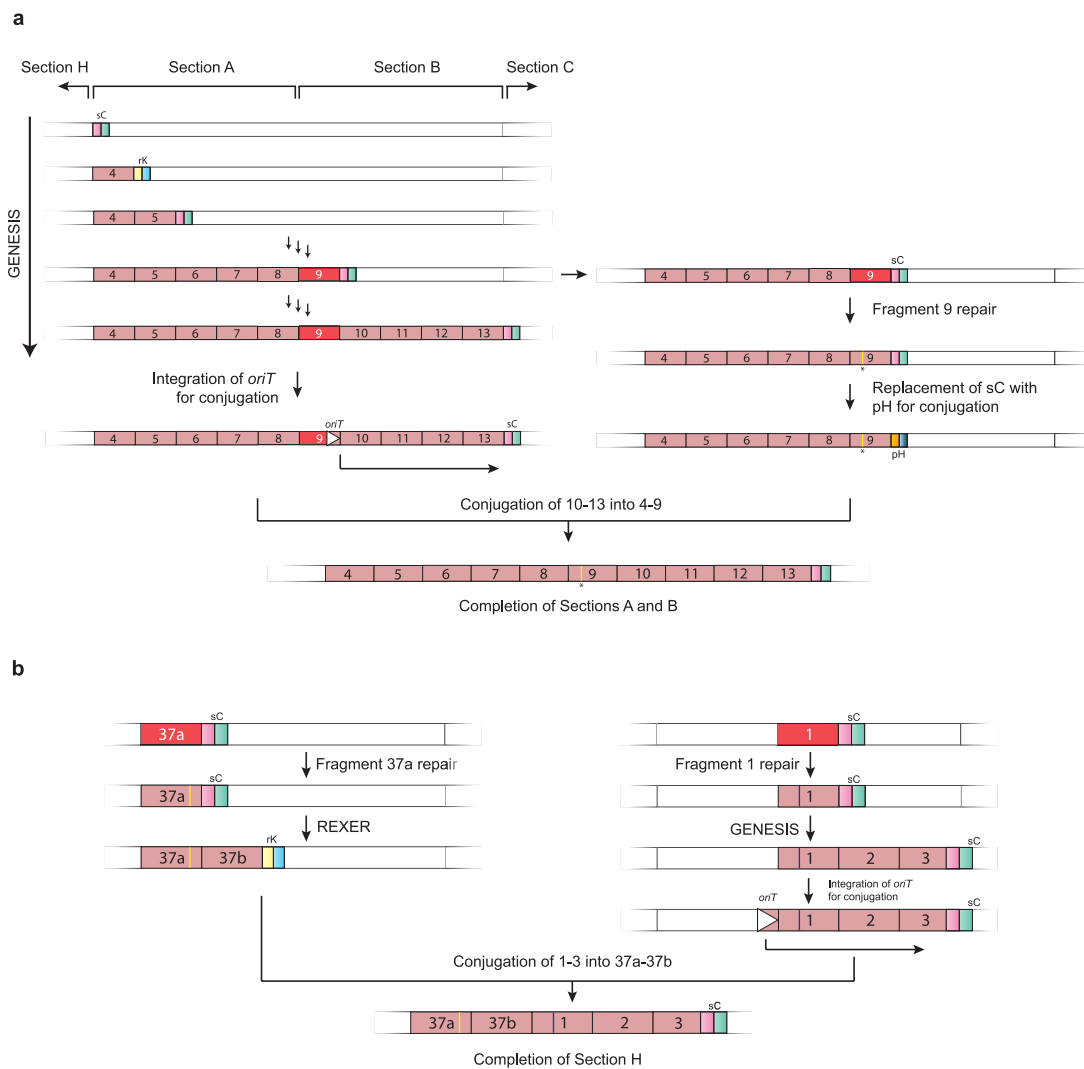 a
Section H
Section A
Section B
Section C
GENESIS
sC
rK
4
4 5
4 5 6 7 8 9
4 5 6 7 8 9 10 11 12 13
Integration of oriT
for conjugation
oriT
sC
4 5 6 7 8 9 10 11 12 13
sC
4 5 6 7 8 9
Fragment 9 repair
4 5 6 7 8 9
*
Replacement of sC with
pH for conjugation
4 5 6 7 8 9
*
pH
Conjugation of 10-13 into 4-9
4 5 6 7 8 9 10 11 12 13
*
Completion of Sections A and B
b
sC
37a
Fragment 37a repair
sC
37a
REXER
rK
37a 37b
sC
1
Fragment 1 repair
sC
1
GENESIS
sC
1 2 3
Integration of oriT
for conjugation
oriT
sC
1 2 3
Conjugation of 1-3 into 37a-37b
sC
37a 37b 1 2 3
Completion of Section H